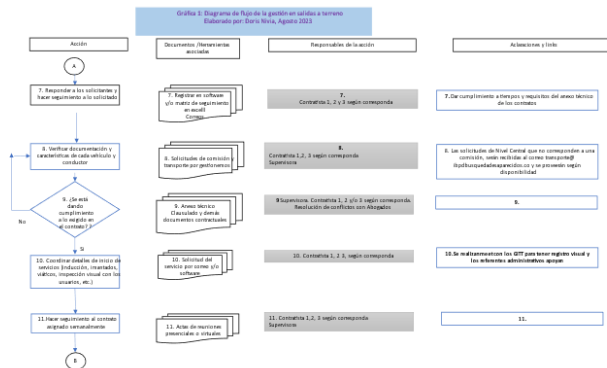 Gráfica 1: Diagrama de flujo de la gestión en salidas a terreno
Elaborado por: Doris Nivia, Agosto 2023
Acción
Documentos /Herramientas
asociadas
Responsables de la acción
Aclaraciones y links
A
7. Responder a los solicitantes y
hacer seguimiento a lo solicitado
7. Registrar en software
y/o matriz de seguimiento
en excell
Correos
7.
Contratista 1, 2 y 3 según corresponda
7. Dar cumplimiento a tiempos y requisitos del anexo técnico
de los contratos
8. Verificar documentación y
características de cada vehículo y
conductor
8. Solicitudes de comisión y
transporte por
8.
Contratista 1,2, 3 según corresponda
Supervisora
8. Las solicitudes de Nivel Central que no corresponden a una
comisión, serán recibidas al correo transporte@
y se proveerán según
disponibilidad
9. ¿Se está
dando
cumplimiento
a lo exigido en
el contrato? ?
No
Si
9. Anexo técnico
Clausulado y demás
documentos contractuales
9 Supervisora. Contratista 1, 2 y/o 3 según corresponda.
Resolución de conflictos con Abogados
9.
10. Coordinar detalles de inicio de
servicios (inducción,
viáticos, inspección visual con los
usuarios, etc.)
10. Solicitud del
servicio por correo y/o
software
10. Contratista 1, 2 3, según corresponda
10. Se realizaran con los GTT para tener registro visual y
los referentes administrativos apoyan
11. Hacer seguimiento al contrato
asignado semanalmente
11. Actas de reuniones
presenciales o virtuales
11. Contratista 1,2, 3 según corresponda
Supervisora
11.
B